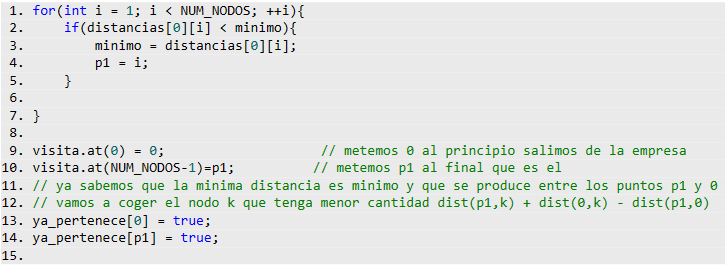 1. for(int i = 1; i < NUM_NODOS; ++i){
2.     if(distancias[0][i] < minimo){
3.         minimo = distancias[0][i];
4.         p1 = i;
5.     }
6.
7. }
8.
9. visita.at(0) = 0;                    // metemos 0 al principio salimos de la empresa
10. visita.at(NUM_NODOS-1)=p1;          // metemos p1 al final que es el
11. // ya sabemos que la minima distancia es minimo y que se produce entre los puntos p1 y 0
12. // vamos a coger el nodo k que tenga menor cantidad dist(p1,k) + dist(0,k) - dist(p1,0)
13. ya_pertenece[0] = true;
14. ya_pertenece[p1] = true;
15.